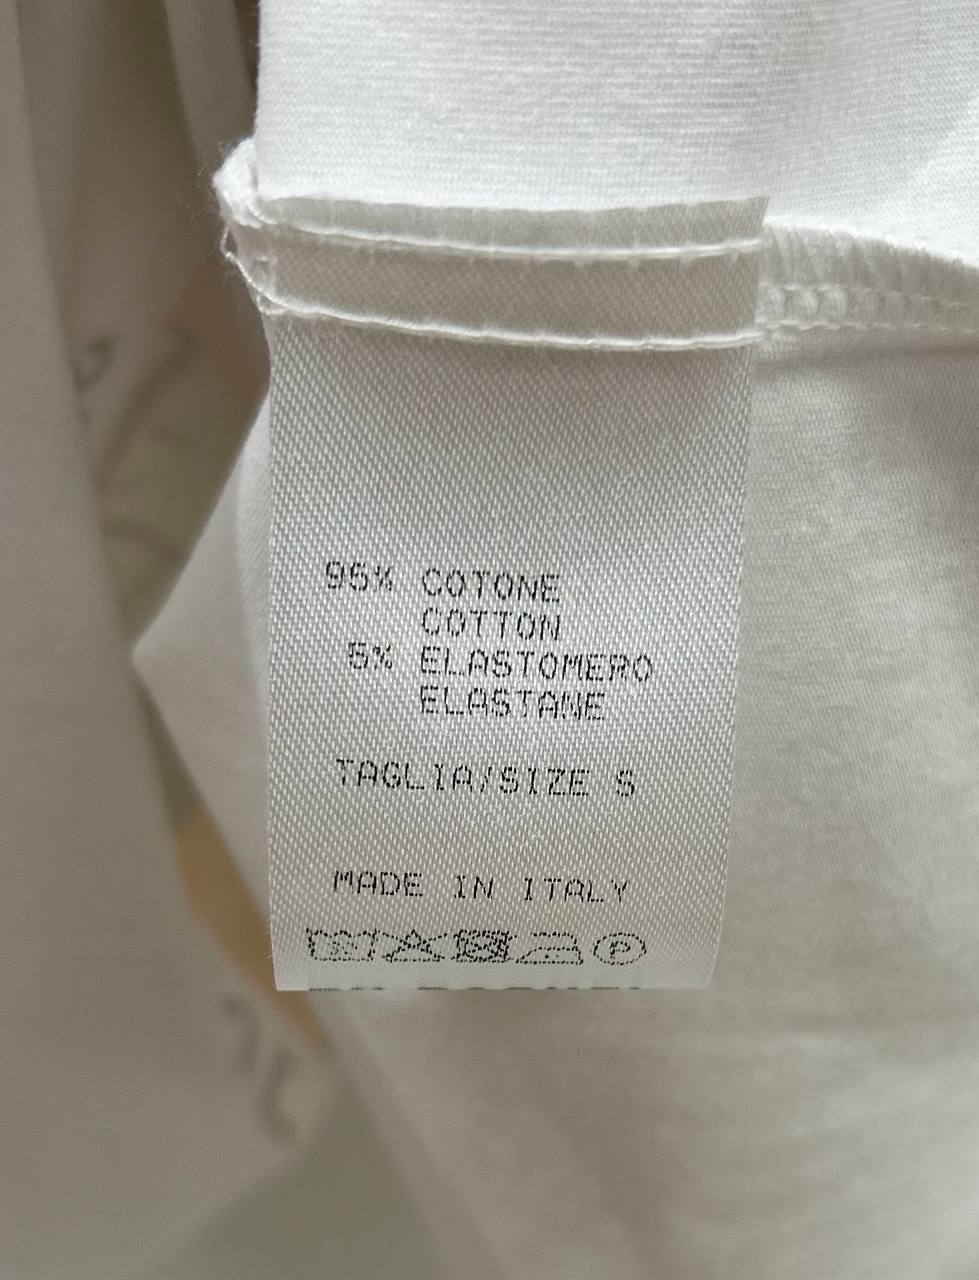 95% COTONE
COTTON
5% ELASTOMERO
ELASTANE
TAGLIA/SIZE S
MADE IN ITALY
P